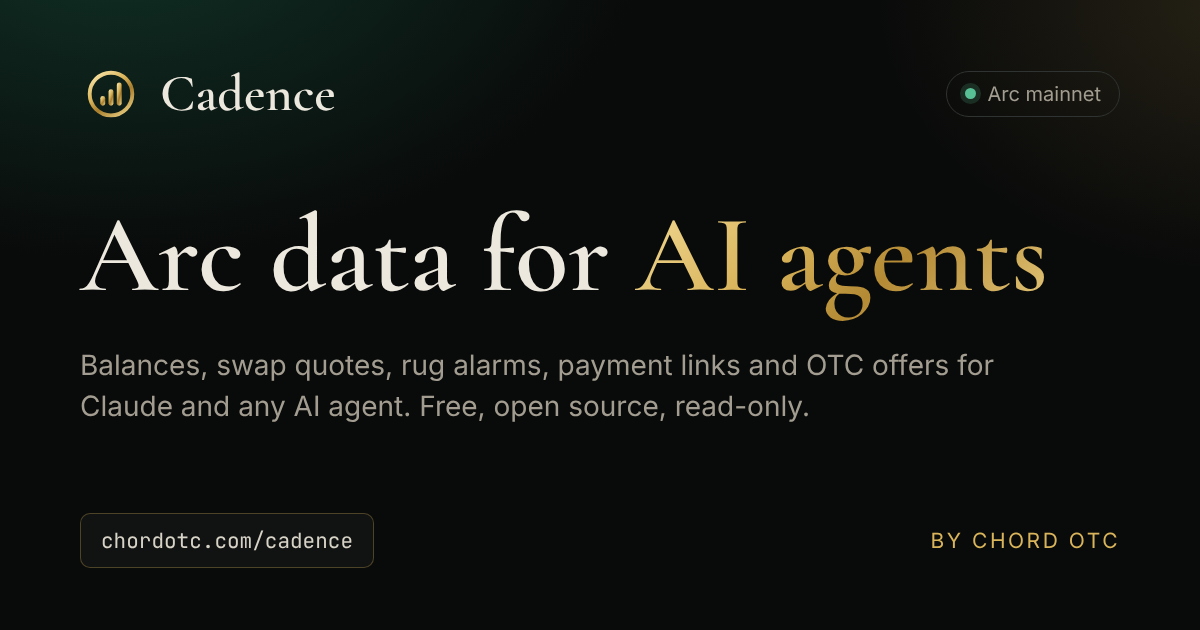 Cadence
Arc mainnet
Arc data for AI agents
Balances, swap quotes, rug alarms, payment links and OTC offers for
Claude and any AI agent. Free, open source, read-only.
chordotc.com/cadence
BY CHORD OTC